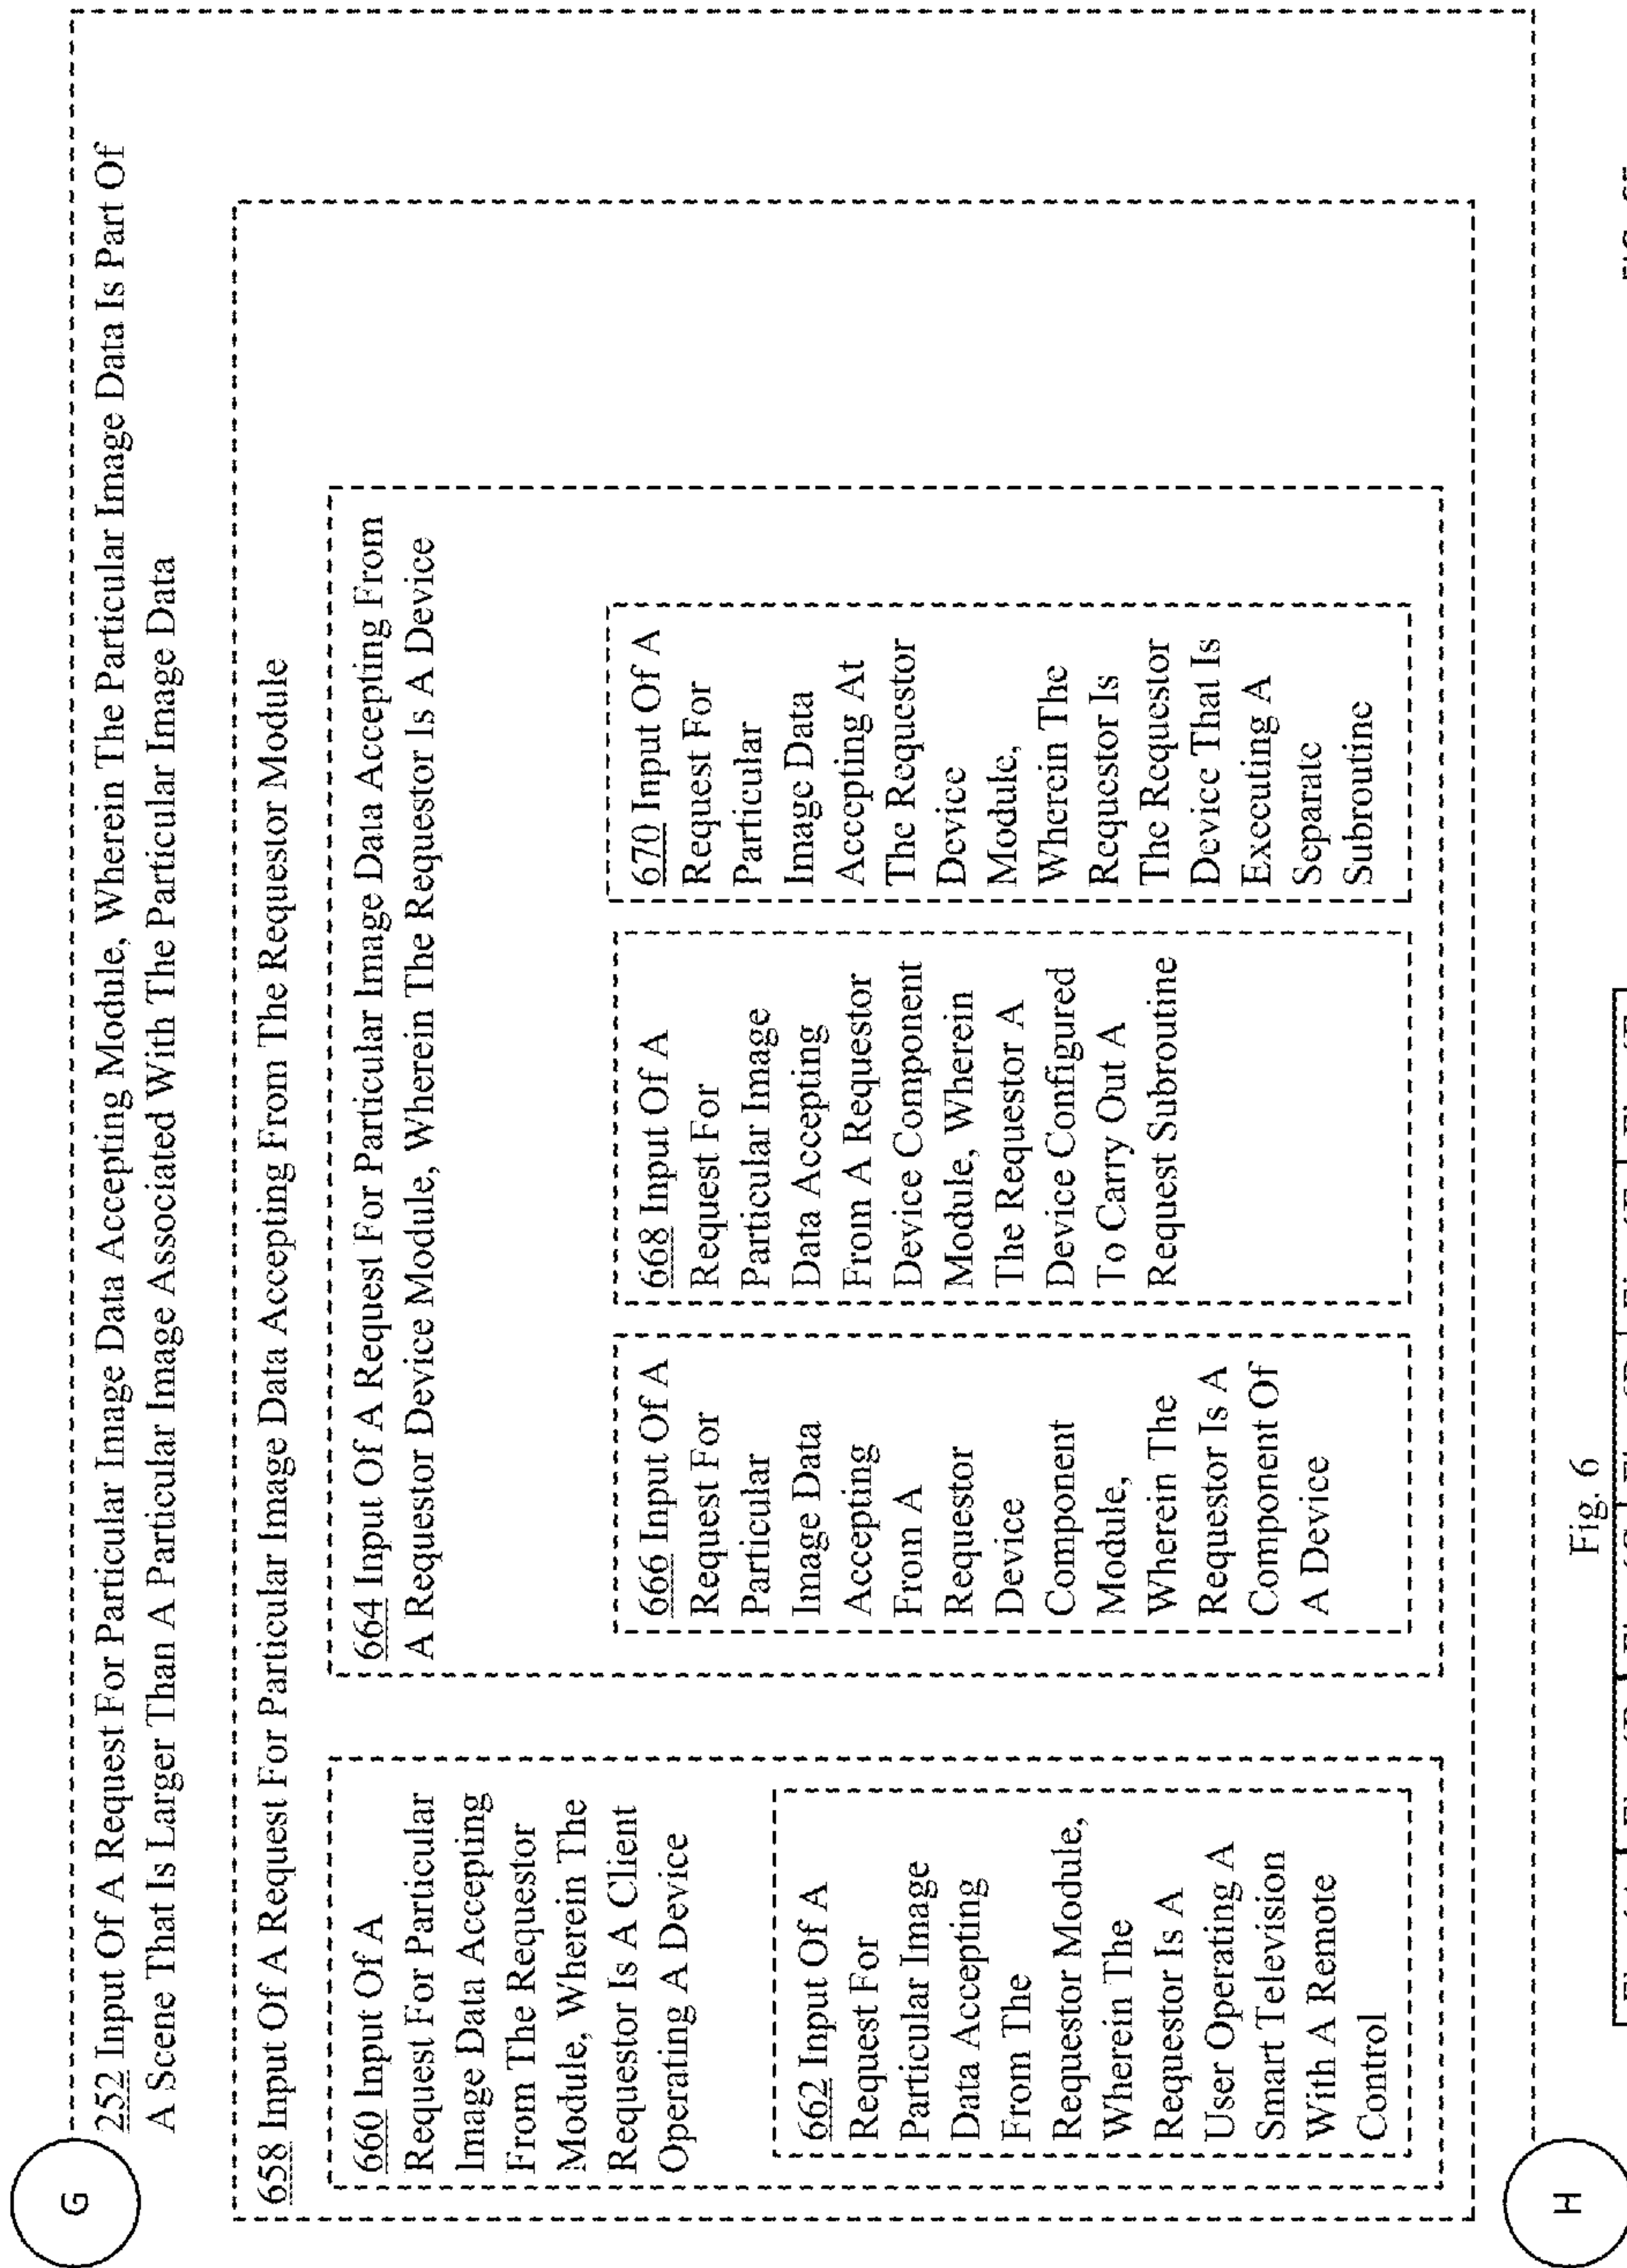 G
252 Input Of A Request For Particular Image Data Accepting Module, Wherein The Particular Image Data Is Part Of
A Scene That Is Larger Than A Particular Image Associated With The Particular Image Data
658 Input Of A Request For Particular Image Data Accepting From The Requestor Module
660 Input Of A
Request For Particular
Image Data Accepting
From The Requestor
Module, Wherein The
Requestor Is A Client
Operating A Device
662 Input Of A
Request For
Particular Image
Data Accepting
From The
Requestor Module,
Wherein The
Requestor Is A
User Operating A
Smart Television
With A Remote
Control
664 Input Of A Request For Particular Image Data Accepting From
A Requestor Device Module, Wherein The Requestor Is A Device
666 Input Of A
Request For
Particular
Image Data
Accepting
From A
Requestor
Device
Component
Module,
Wherein The
Requestor Is A
Component Of
A Device
668 Input Of A
Request For
Particular Image
Data Accepting
From A Requestor
Device Component
Module, Wherein
The Requestor A
Device Configured
To Carry Out A
Request Subroutine
670 Input Of A
Request For
Particular
Image Data
Accepting At
The Requestor
Device
Module,
Wherein The
Requestor Is
The Requestor
Device That Is
Executing A
Separate
Subroutine
H
Fig. 6